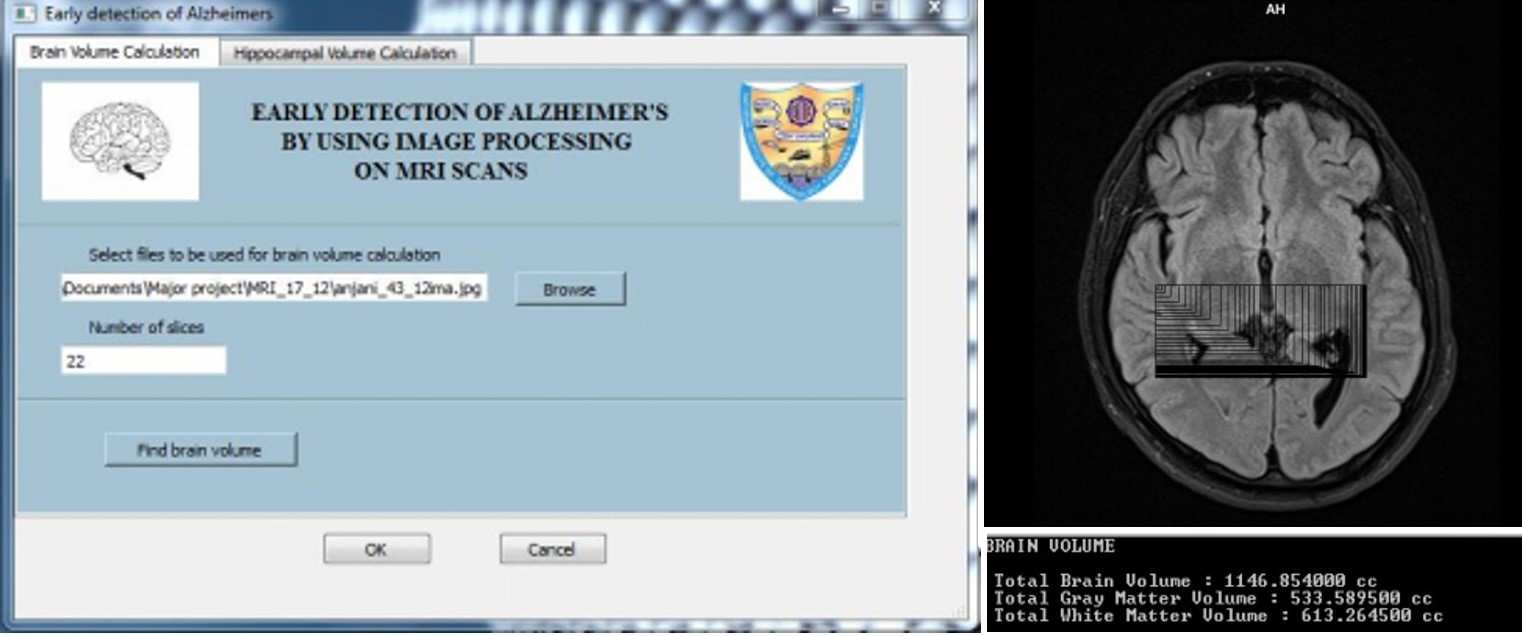 Early detection of Alzheimers
Brain Volume Calculation
Hippocampal Volume Calculation
EARLY DETECTION OF ALZHEIMER'S
BY USING IMAGE PROCESSING
ON MRI SCANS
Select files to be used for brain volume calculation
Documents\Major project\MRI_17_12\anjani_43_12ima.jpg
Browse
Number of slices
22
Find brain volume
OK
Cancel
AH
BRAIN VOLUME
Total Brain Volume : 1146.854000 cc
Total Gray Matter Volume : 533.589500 cc
Total White Matter Volume : 613.264500 cc